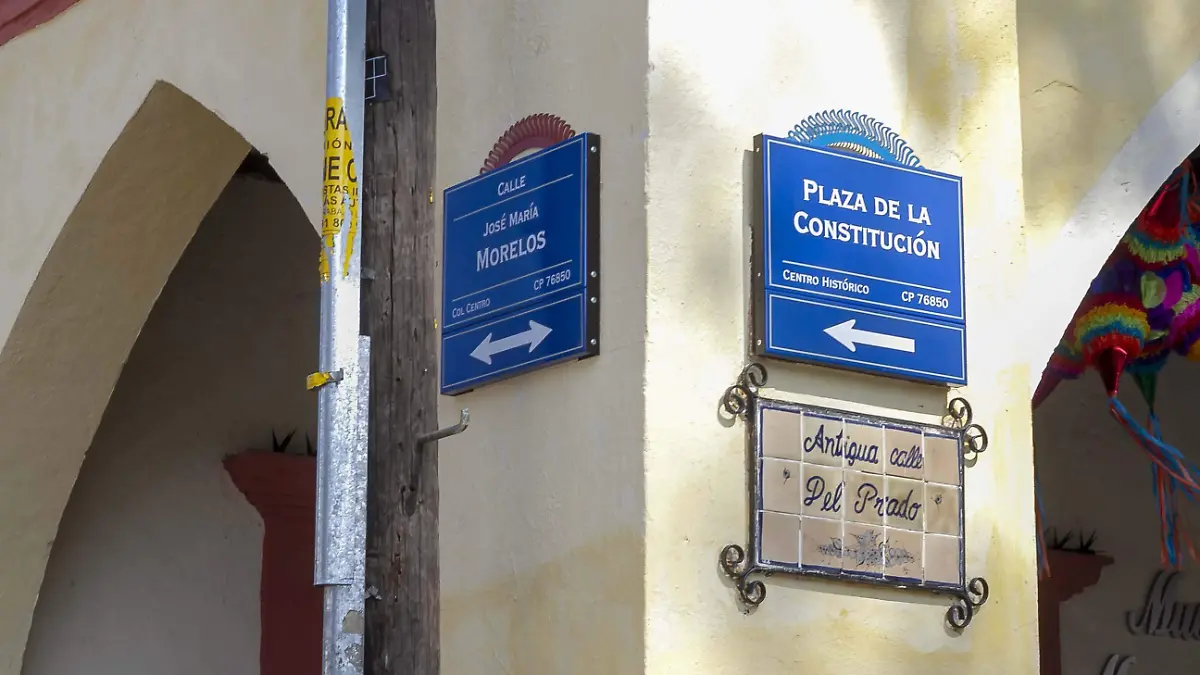 CALLE
JOSÉ MARÍA
MORELOS
COL CENTRO CP 76850
PLAZA DE LA
CONSTITUCIÓN
CENTRO HISTÓRICO CP 76850
Antigua calle
Del Prado